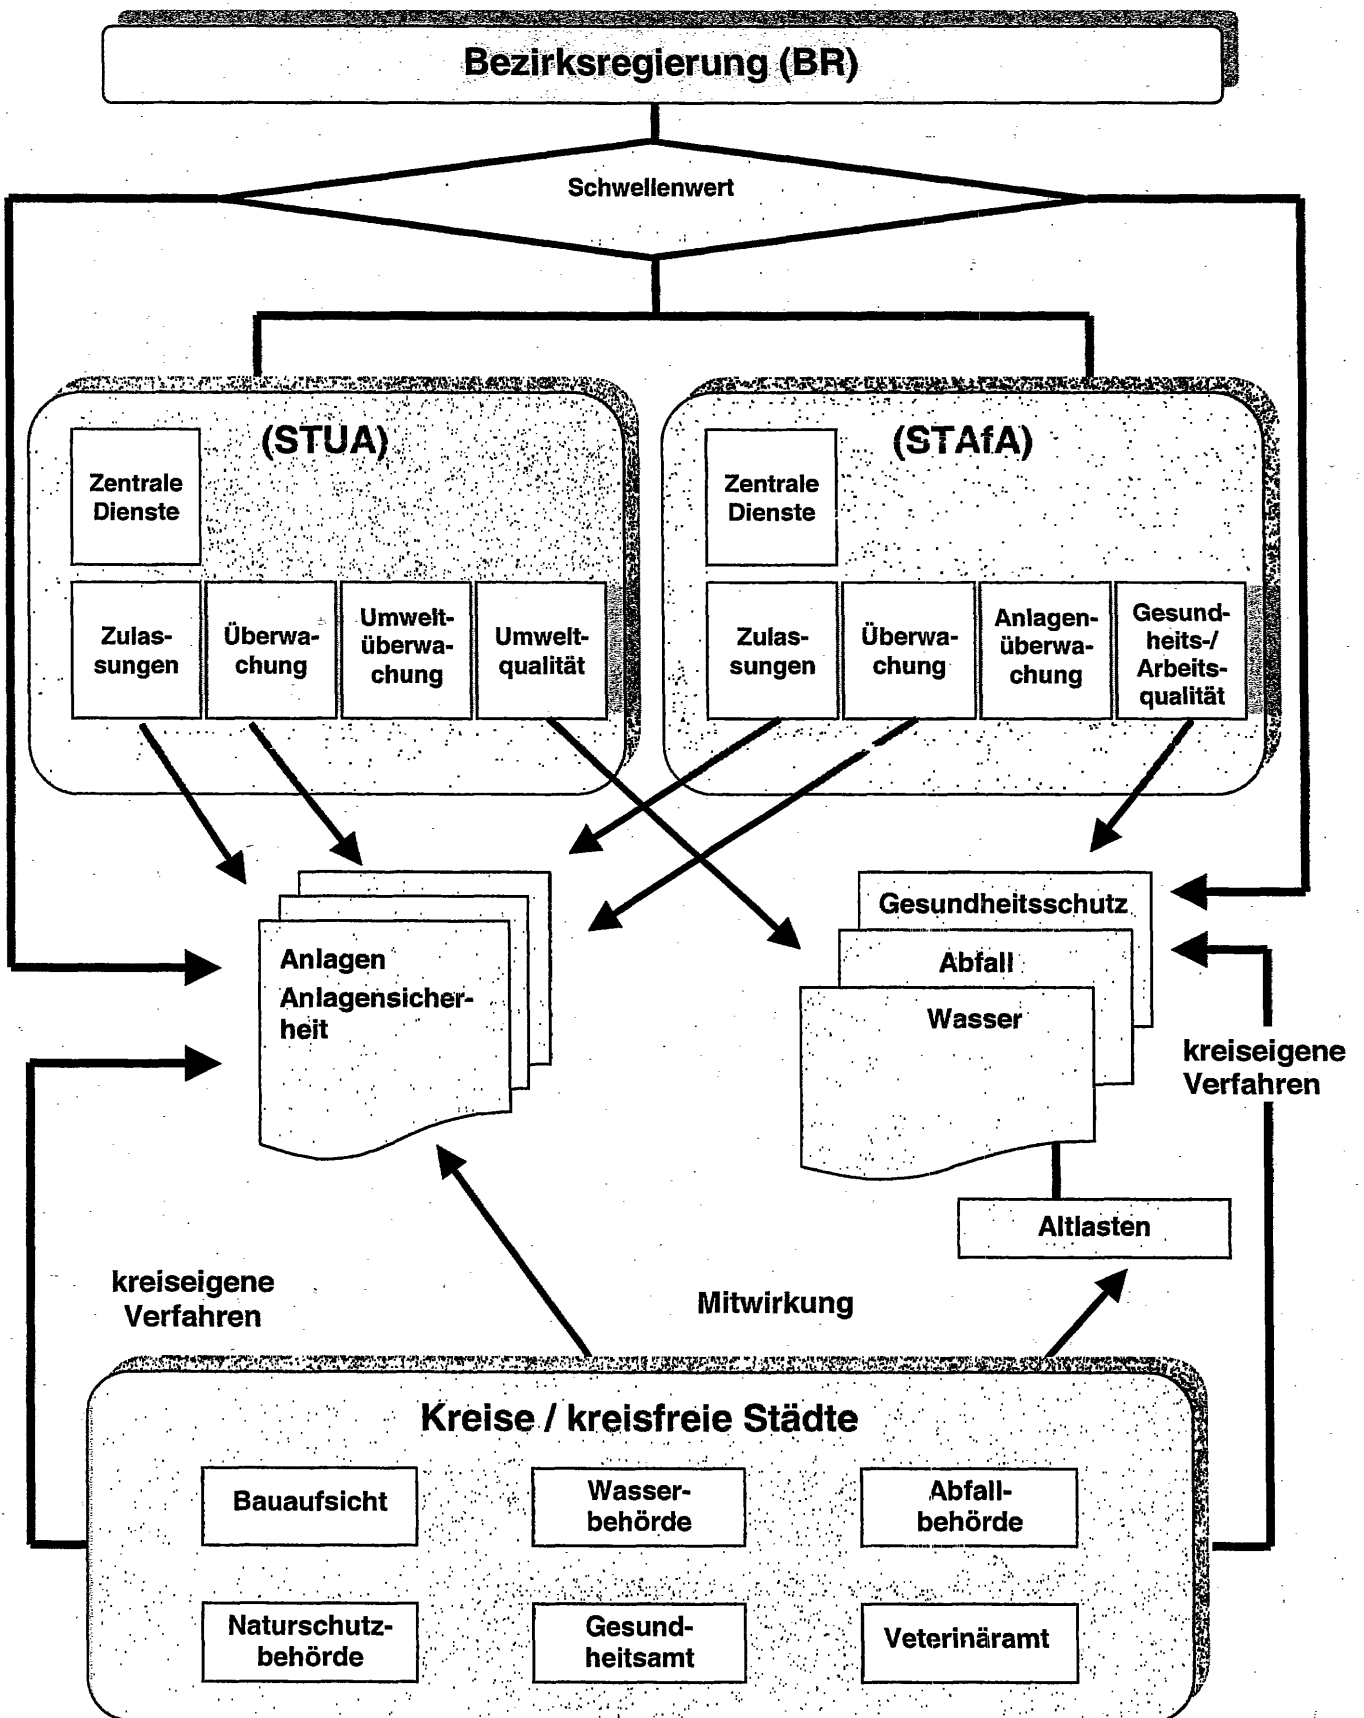 Bezirksregierung (BR)
Schwellenwert
(STUA)
Zentrale
Dienste
Zulas-
sungen
Überwa-
chung
Umwelt-
überwa-
chung
Umwelt-
qualität
(STAfA)
Zentrale
Dienste
Zulas-
sungen
Überwa-
chung
Anlagen-
überwa-
chung
Gesund-
heits-/
Arbeits-
qualität
Anlagen
Anlagensicher-
heit
Gesundheitsschutz
Abfall
Wasser
kreiseigene
Verfahren
Altlasten
kreiseigene
Verfahren
Mitwirkung
Kreise / kreisfreie Städte
Bauaufsicht
Wasser-
behörde
Abfall-
behörde
Naturschutz-
behörde
Gesund-
heitsamt
Veterinäramt